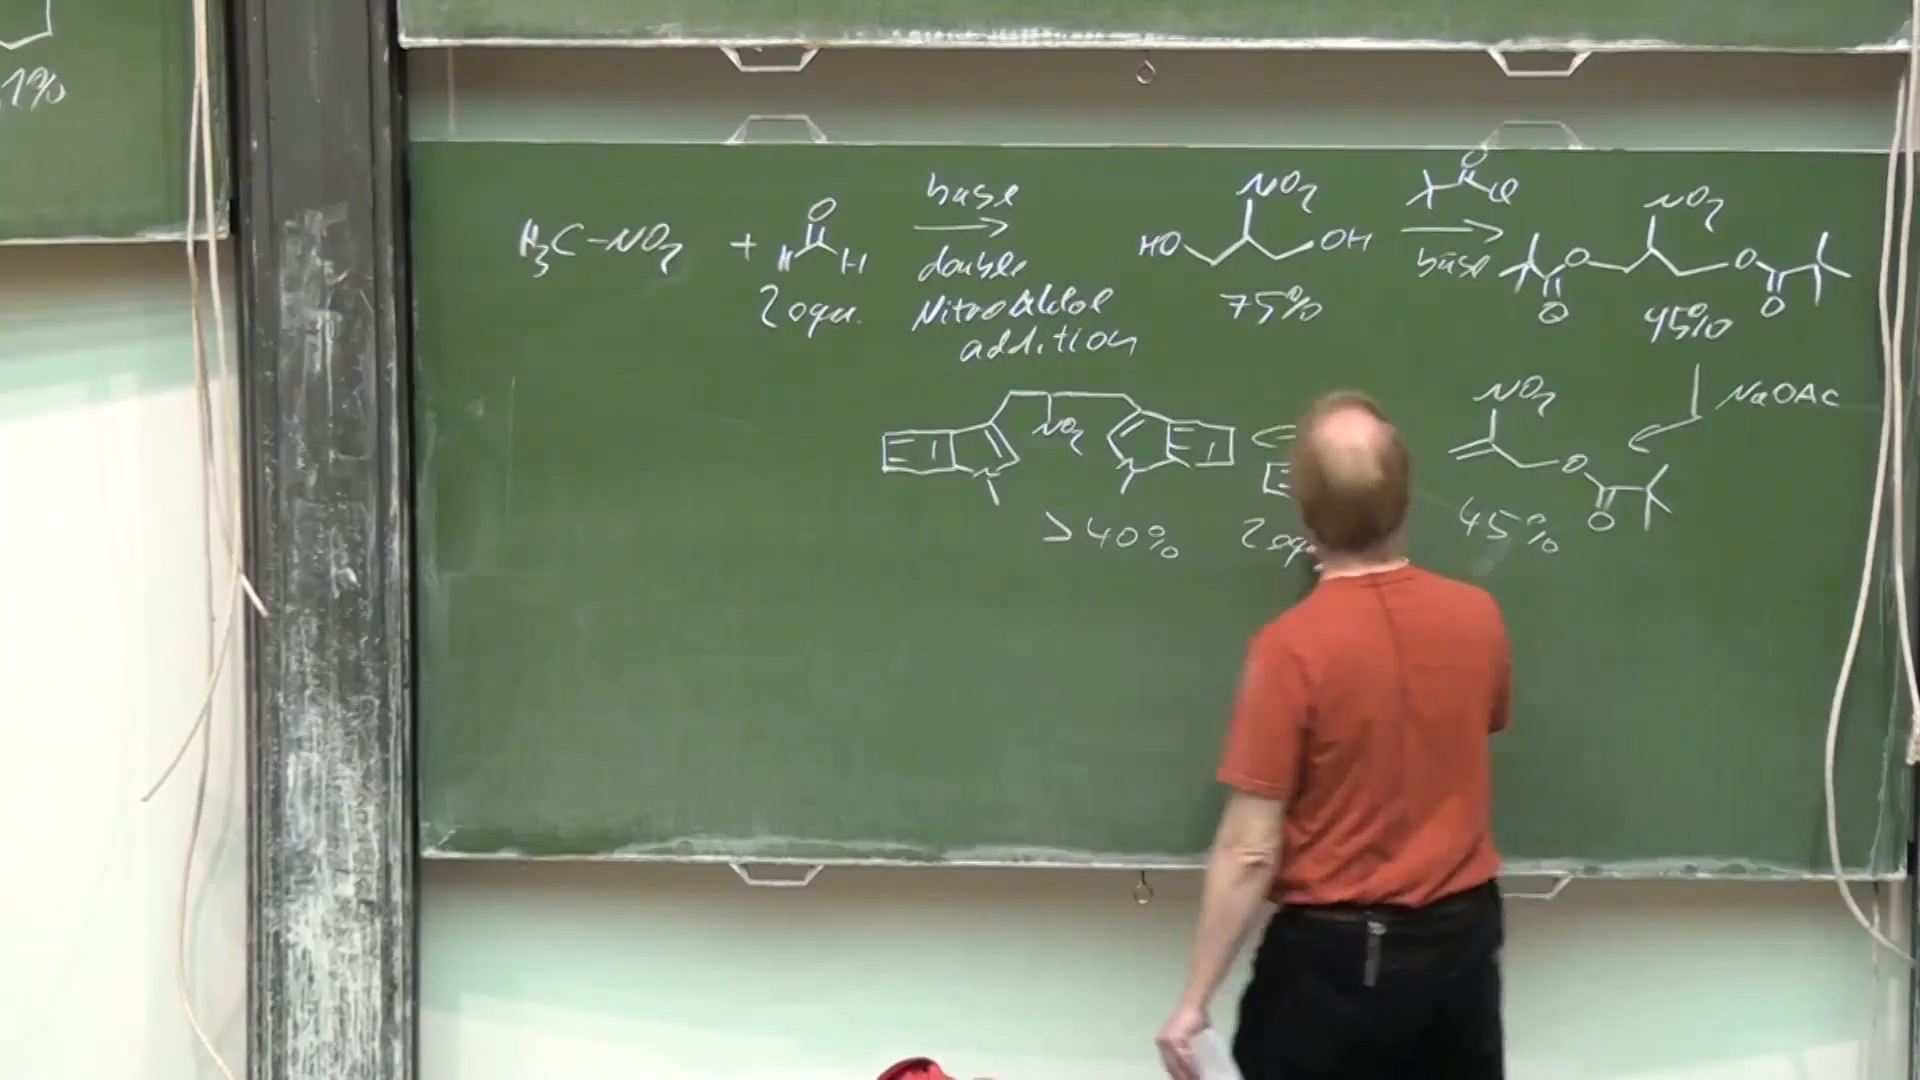 1%
H3C-NO2 + O H H
2 equ.
base
double
NitroAldol
addition
NO2
HO OH
75%
O Cl
base
NO2
O O
O O
45%
NaOAc
NO2
O
O
45%
NO2
N N
>40%
2 equ